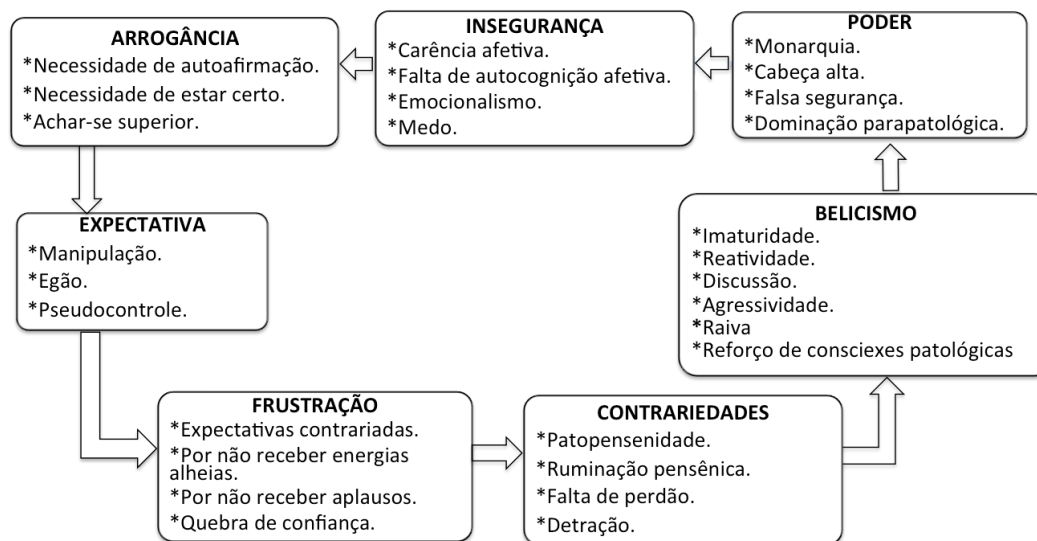 ARROGÂNCIA
*Necessidade de autoafirmação.
*Necessidade de estar certo.
*Achar-se superior.
INSEGURANÇA
*Carência afetiva.
*Falta de autocognição afetiva.
*Emocionalismo.
*Medo.
PODER
*Monarquia.
*Cabeça alta.
*Falsa segurança.
*Dominação parapatológica.
EXPECTATIVA
*Manipulação.
*Egão.
*Pseudocontrole.
BELICISMO
*Imaturidade.
*Reatividade.
*Discussão.
*Agressividade.
*Raiva
*Reforço de consciexes patológicas
FRUSTRAÇÃO
*Expectativas contrariadas.
*Por não receber energias
alheias.
*Por não receber aplausos.
*Quebra de confiança.
CONTRARIEDADES
*Patopensenidade.
*Ruminação pensênica.
*Falta de perdão.
*Detração.